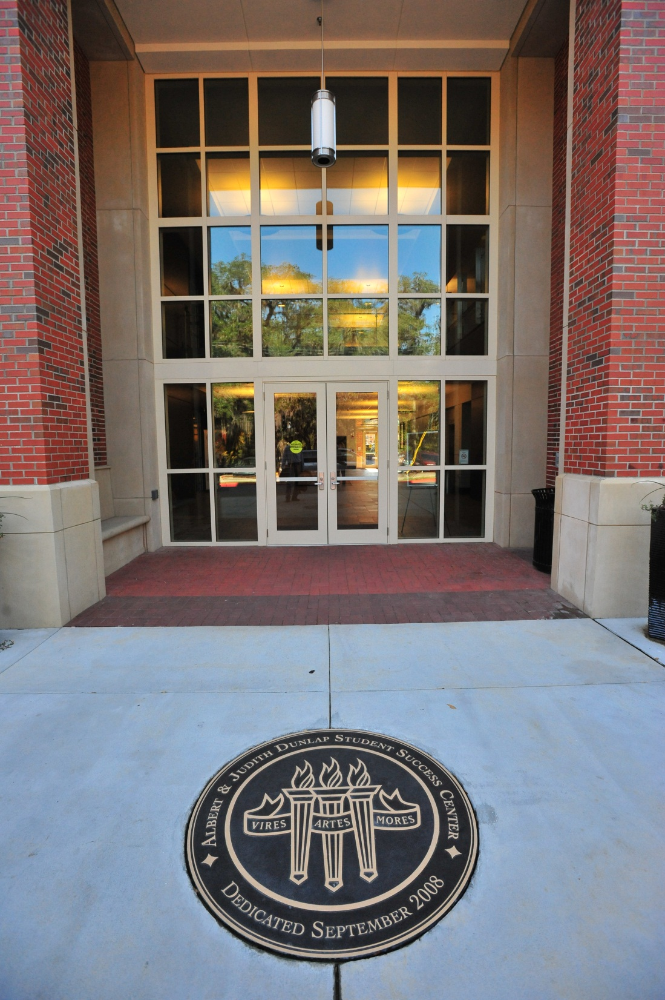 ALBERT & JUDITH DUNLAP STUDENT SUCCESS CENTER
VIRES ARTES MORES
DEDICATED SEPTEMBER 2008